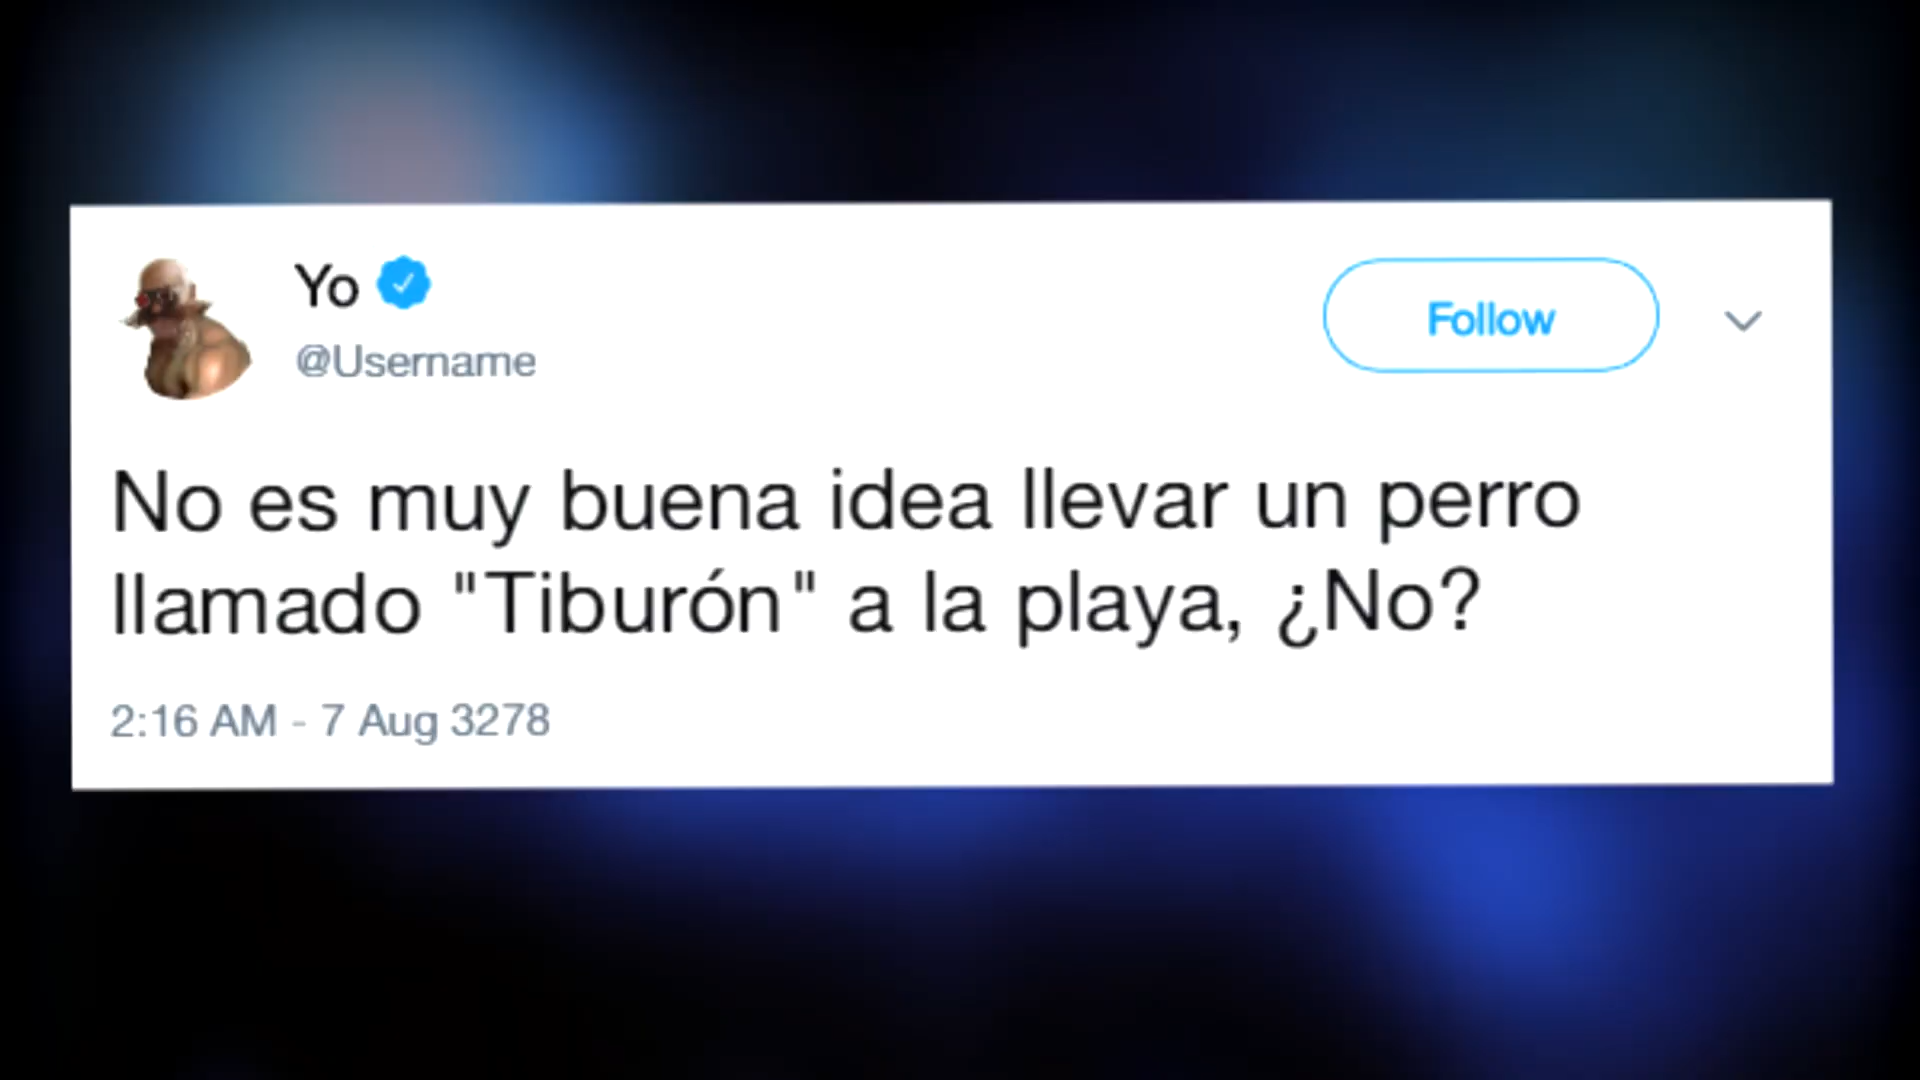 Yo
@Username
Follow
No es muy buena idea llevar un perro
llamado "Tiburón" a la playa, ¿No?
2:16 AM - 7 Aug 3278